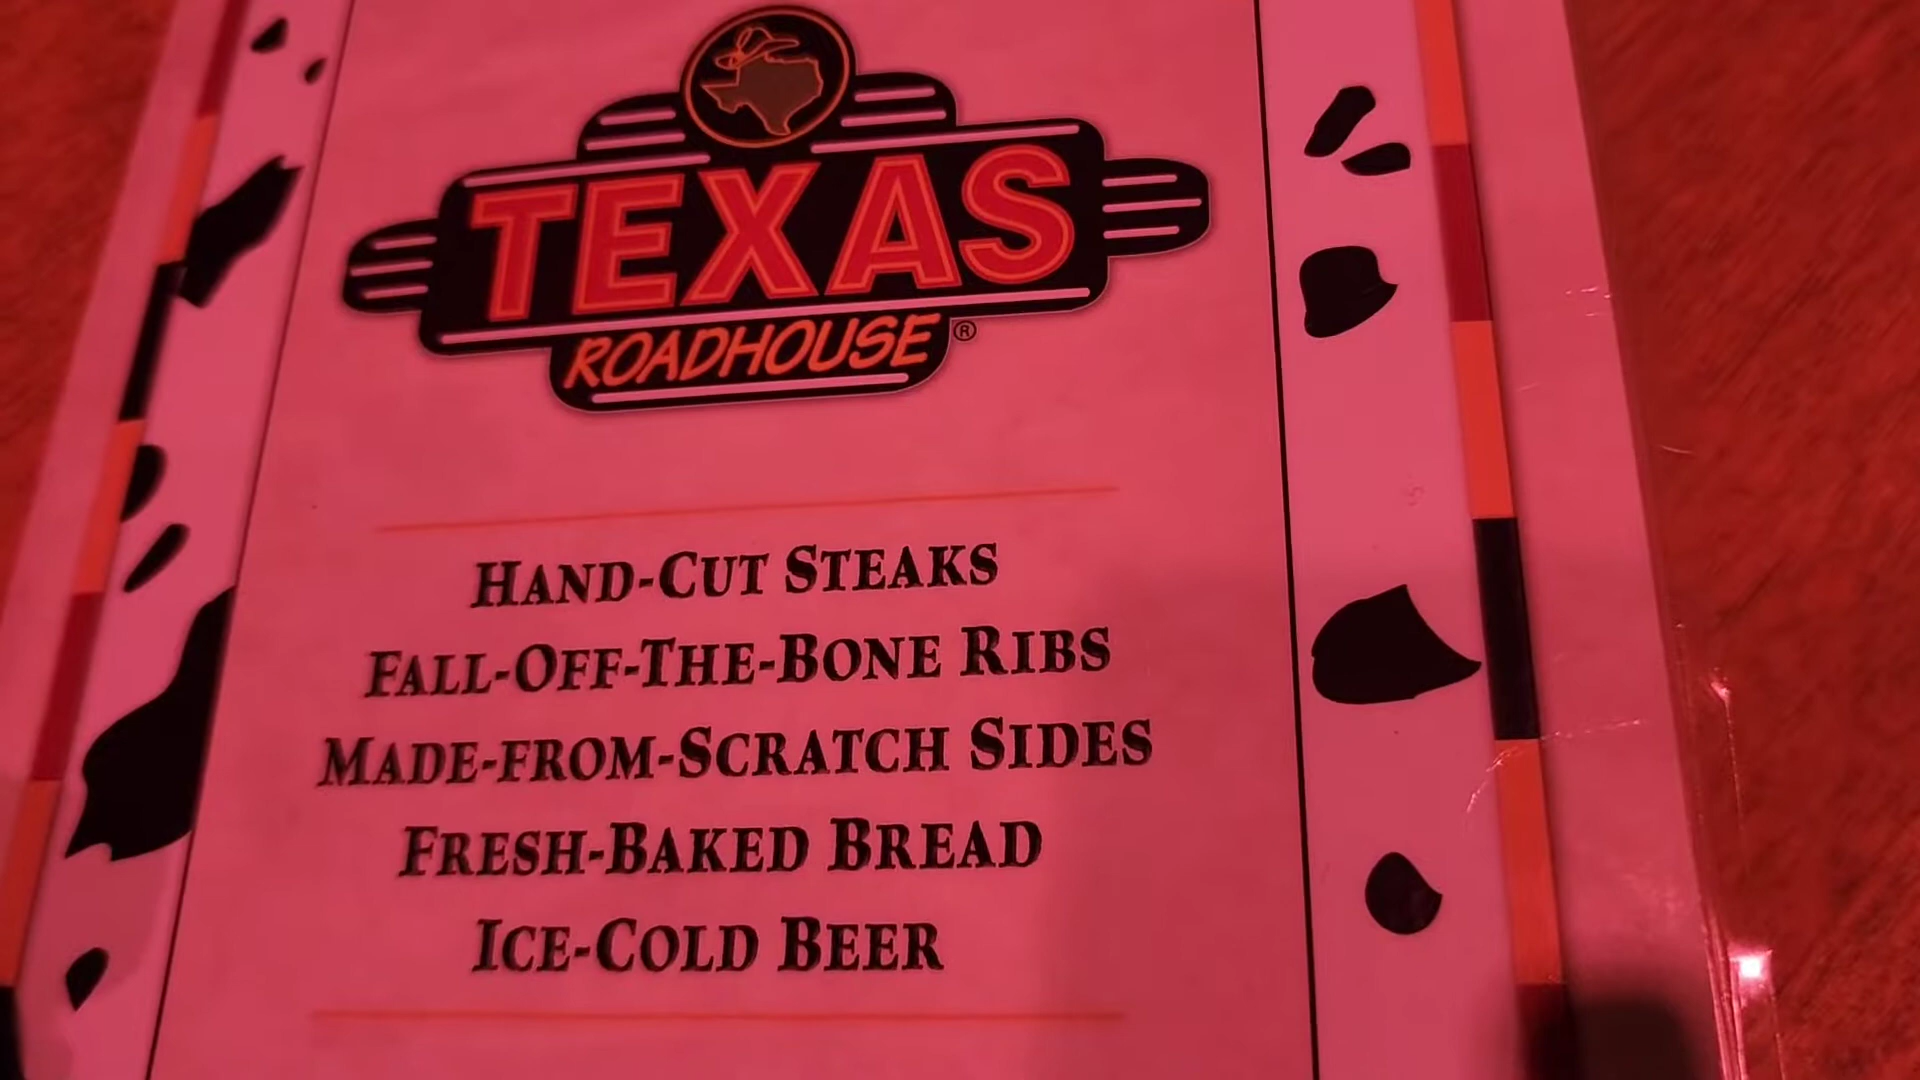 TEXAS
ROADHOUSE®
HAND-CUT STEAKS
FALL-OFF-THE-BONE RIBS
MADE-FROM-SCRATCH SIDES
FRESH-BAKED BREAD
ICE-COLD BEER